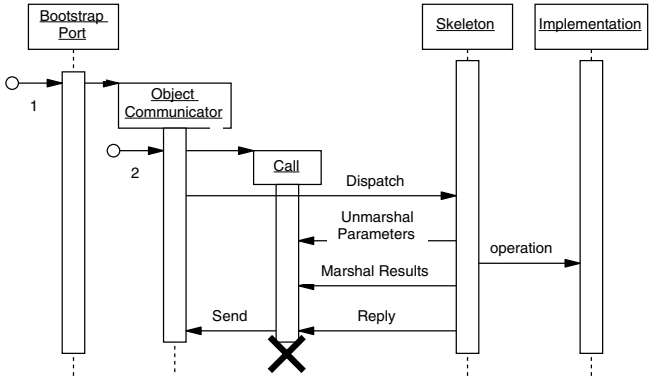 Bootstrap
Port
Skeleton
Implementation
1
Object
Communicator
2
Call
Dispatch
Unmarshal
Parameters
operation
Marshal Results
Send
Reply